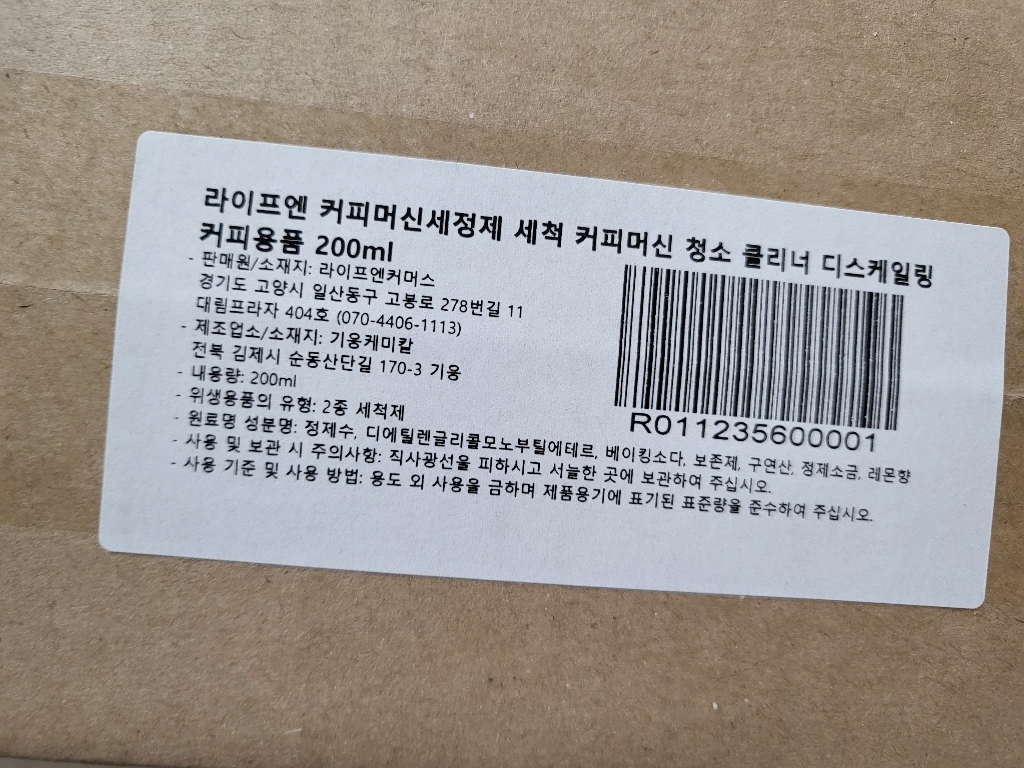 라이프엔 커피머신세정제 세척 커피머신 청소 클리너 디스케일링
커피용품 200ml
- 판매원/소재지: 라이프엔커머스
경기도 고양시 일산동구 고봉로 278번길 11
대림프라자 404호 (070-4406-1113)
- 제조업소/소재지: 기웅케미칼
전북 김제시 순동산단길 170-3 기웅
- 내용량: 200ml
- 위생용품의 유형: 2종 세척제
- 원료명 성분명: 정제수, 디에틸렌글리콜모노부틸에테르, 베이킹소다, 보존제, 구연산, 정제소금, 레몬향
- 사용 및 보관 시 주의사항: 직사광선을 피하시고 서늘한 곳에 보관하여 주십시오.
- 사용 기준 및 사용 방법: 용도 외 사용을 금하며 제품용기에 표기된 표준량을 준수하여 주십시오.
R011235600001